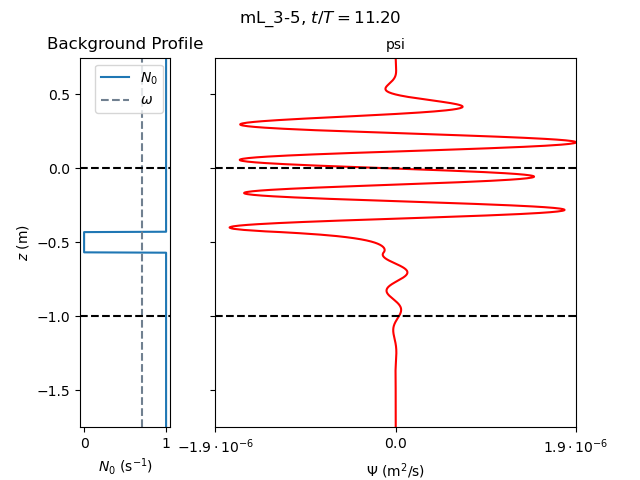 mL_3-5, t/T = 11.20
Background Profile
psi
N₀
ω
0.5
0.0
−0.5
−1.0
−1.5
z (m)
0 1
N₀ (s⁻¹)
−1.9 · 10⁻⁶ 0.0 1.9 · 10⁻⁶
Ψ (m²/s)